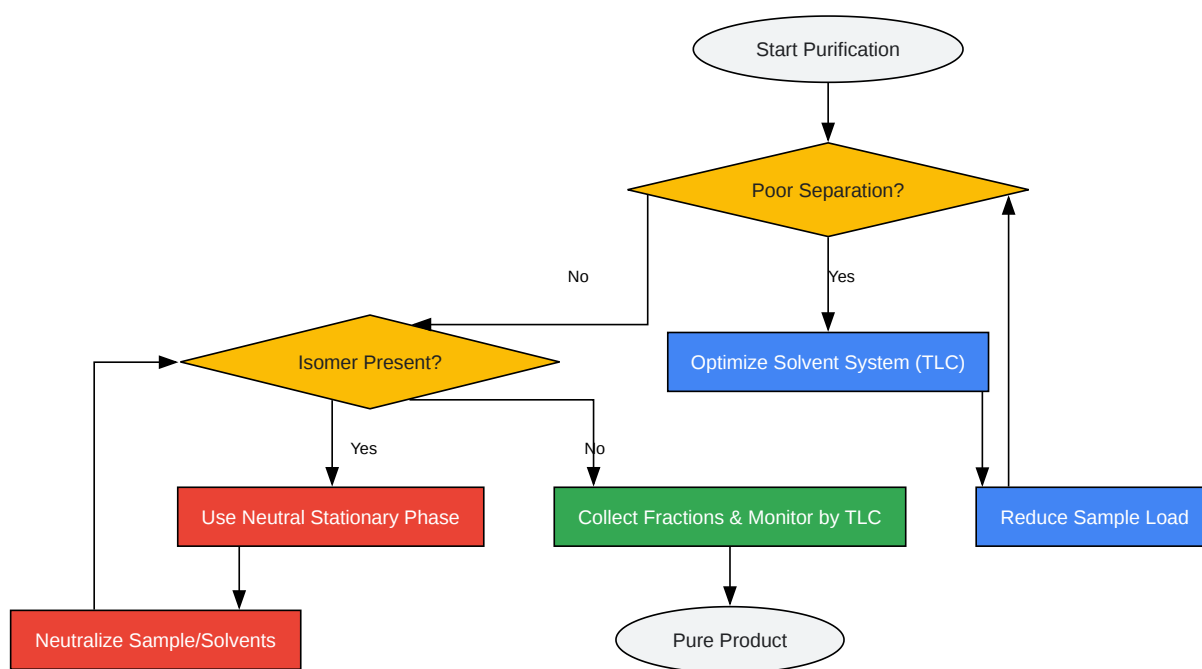 Start Purification
Poor Separation?
No
Yes
Isomer Present?
Optimize Solvent System (TLC)
Yes
No
Use Neutral Stationary Phase
Collect Fractions & Monitor by TLC
Reduce Sample Load
Neutralize Sample/Solvents
Pure Product